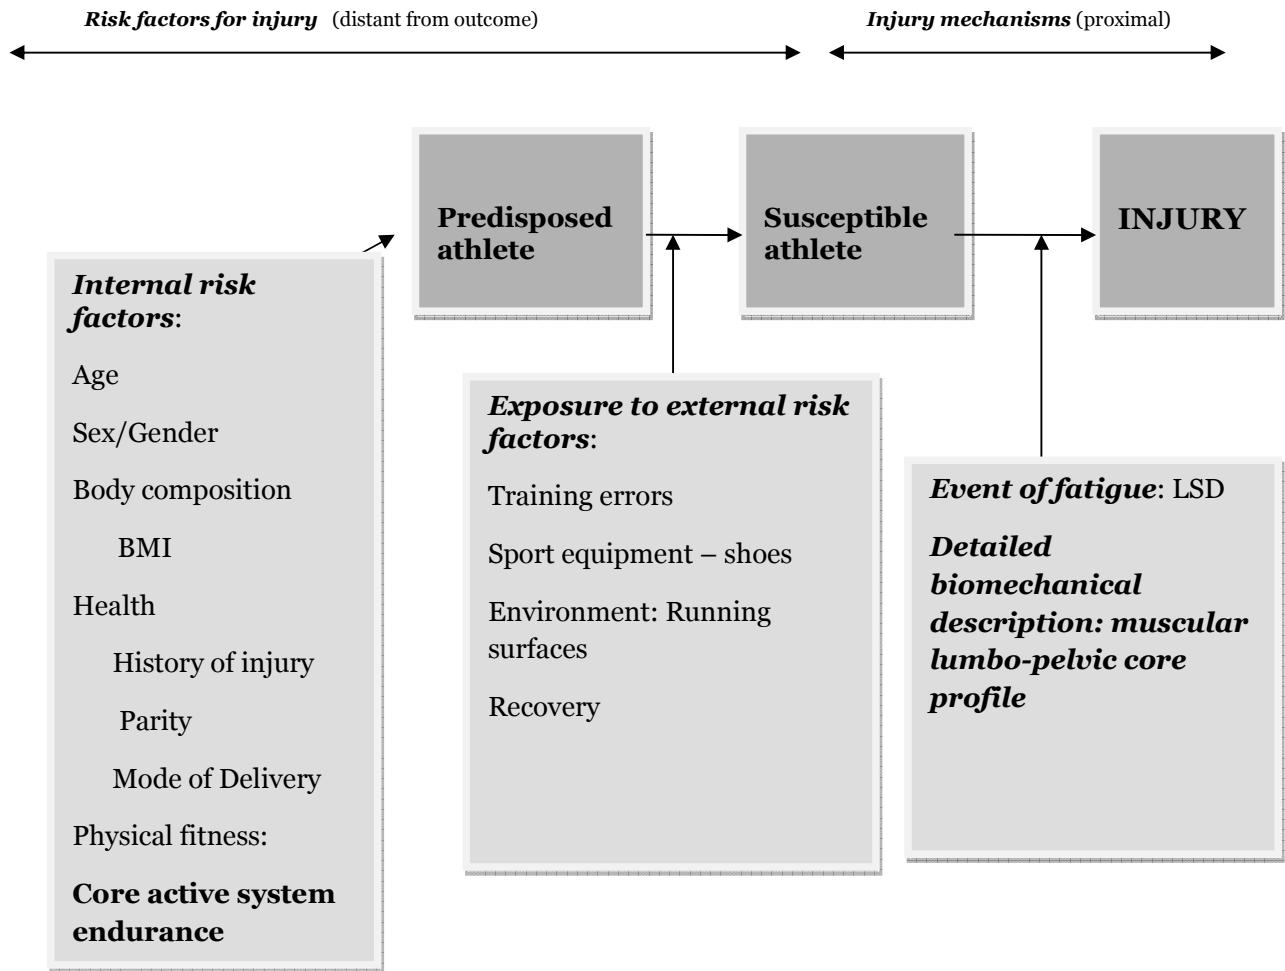 Risk factors for injury (distant from outcome)
Injury mechanisms (proximal)
Predisposed
athlete
Susceptible
athlete
INJURY
Internal risk
factors:
Age
Sex/Gender
Body composition
BMI
Health
History of injury
Parity
Mode of Delivery
Physical fitness:
Core active system
endurance
Exposure to external risk
factors:
Training errors
Sport equipment – shoes
Environment: Running
surfaces
Recovery
Event of fatigue: LSD
Detailed
biomechanical
description: muscular
lumbo-pelvic core
profile